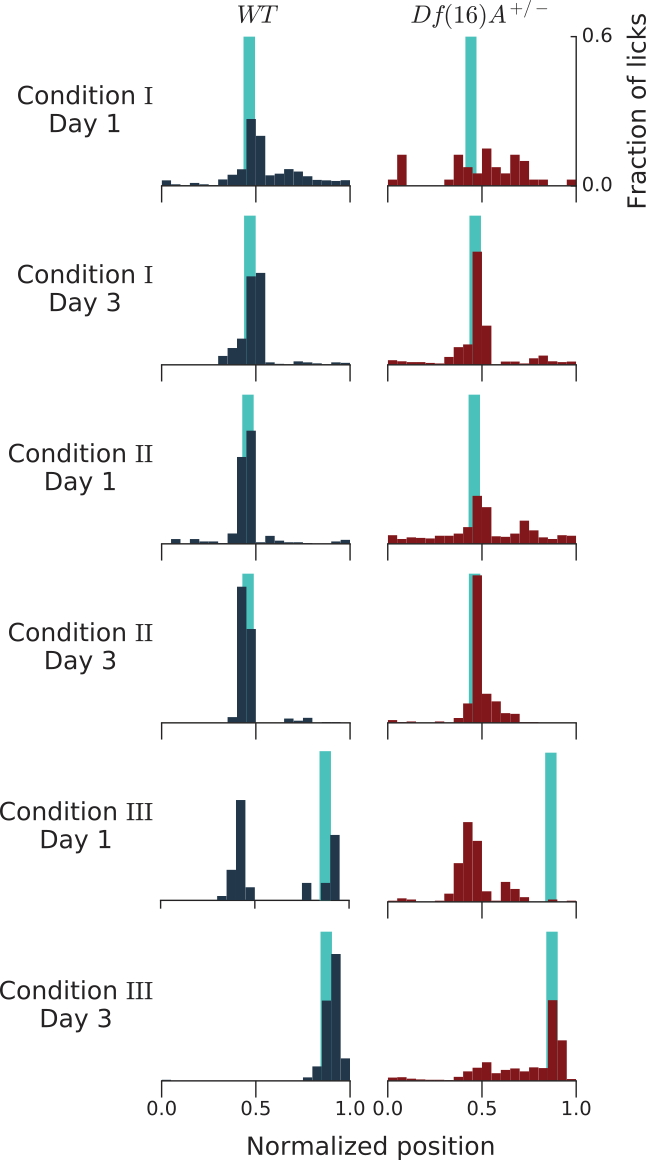 WT
Df(16)A+/−
Fraction of licks
0.6
0.0
Condition I
Day 1
Condition I
Day 3
Condition II
Day 1
Condition II
Day 3
Condition III
Day 1
Condition III
Day 3
0.0 0.5 1.0 0.0 0.5 1.0
Normalized position